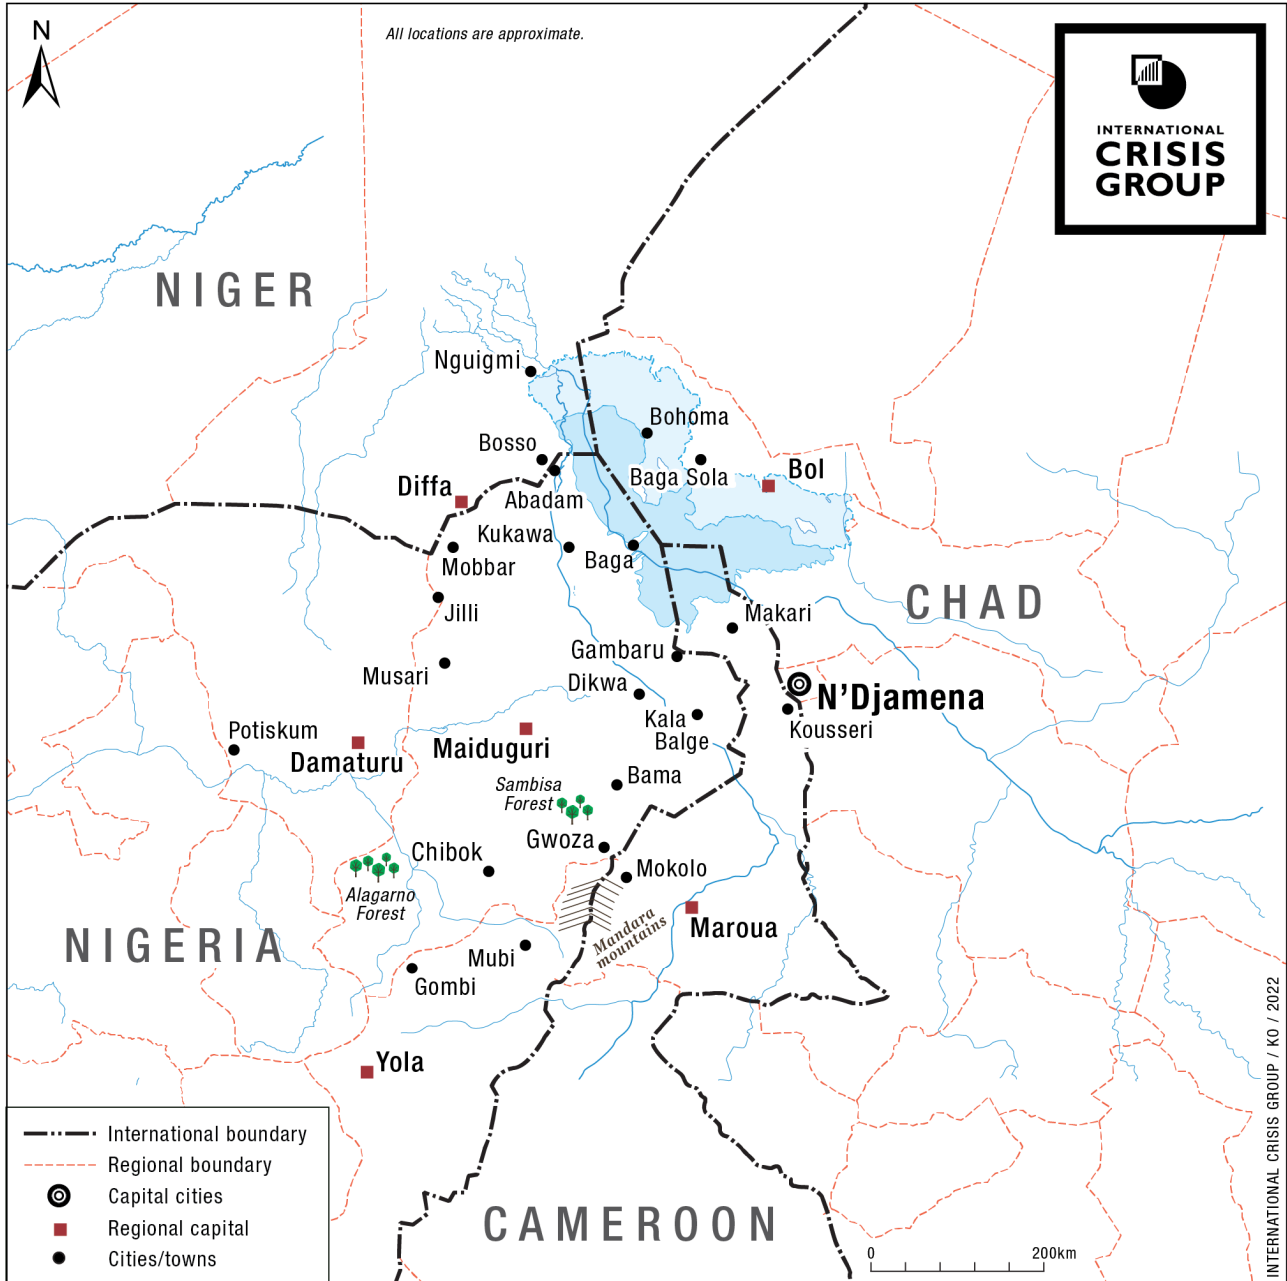 N
All locations are approximate.
INTERNATIONAL
CRISIS
GROUP
NIGER
Nguigmi
Bohoma
Bosso
Baga Sola
Bol
Diffa
Abadam
Kukawa
Baga
Mobbar
CHAD
Jilli
Makari
Gambaru
Musari
Dikwa
N'Djamena
Kala
Balge
Kousseri
Potiskum
Damaturu
Maiduguri
Bama
Sambisa
Forest
Gwoza
Chibok
Mokolo
Alagarno
Forest
Mandara
mountains
Maroua
NIGERIA
Mubi
Gombi
Yola
International boundary
Regional boundary
Capital cities
Regional capital
Cities/towns
CAMEROON
0 200km
INTERNATIONAL CRISIS GROUP / KO / 2022